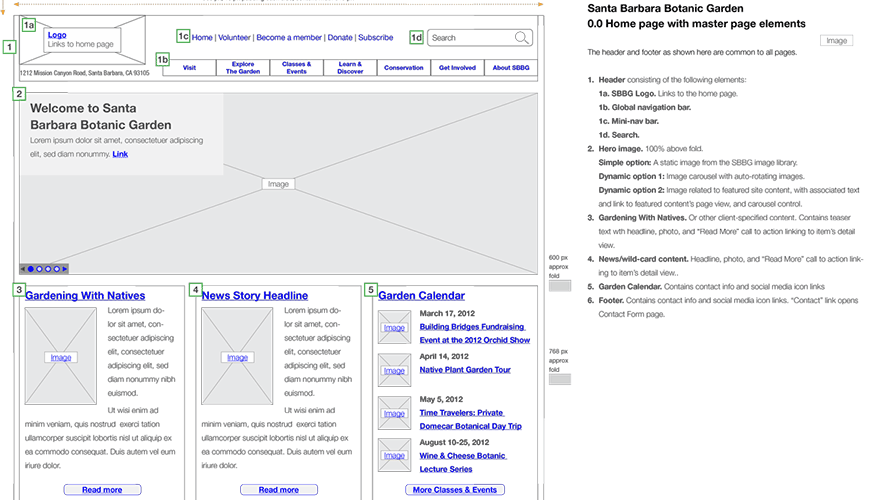 1
1a
Logo
Links to home page
1212 Mission Canyon Road, Santa Barbara, CA 93105
1c
Home | Volunteer | Become a member | Donate | Subscribe
1d
Search
1b
Visit
Explore
The Garden
Classes &
Events
Learn &
Discover
Conservation
Get Involved
About SBBG
2
Welcome to Santa
Barbara Botanic Garden
Lorem ipsum dolor sit amet, consectetuer adipiscing
elit, sed diam nonummy. Link
Image
600 px
approx
fold
3
Gardening With Natives
Image
Lorem ipsum do-
lor sit amet, con-
sectetuer adipiscing
elit, consectetuer
adipiscing elit, sed
diam nonummy nibh
euismod.
Ut wisi enim ad
minim veniam, quis nostrud  exerci tation
ullamcorper suscipit lobortis nisl ut aliquip ex
ea commodo consequat. Duis autem vel eum
iriure dolor.
Read more
4
News Story Headline
Image
Lorem ipsum do-
lor sit amet, con-
sectetuer adipiscing
elit, consectetuer
adipiscing elit, sed
diam nonummy nibh
euismod.
Ut wisi enim ad
minim veniam, quis nostrud  exerci tation
ullamcorper suscipit lobortis nisl ut aliquip ex
ea commodo consequat. Duis autem vel eum
iriure dolor.
Read more
5
Garden Calendar
Image
March 17, 2012
Building Bridges Fundraising
Event at the 2012 Orchid Show
Image
April 14, 2012
Native Plant Garden Tour
Image
May 5, 2012
Time Travelers: Private
Domecar Botanical Day Trip
Image
August 10-25, 2012
Wine & Cheese Botanic
Lecture Series
More Classes & Events
768 px
approx
fold
Santa Barbara Botanic Garden
0.0 Home page with master page elements
Image
The header and footer as shown here are common to all pages.
1. Header consisting of the following elements:
1a. SBBG Logo. Links to the home page.
1b. Global navigation bar.
1c. Mini-nav bar.
1d. Search.
2. Hero image. 100% above fold.
Simple option: A static image from the SBBG image library.
Dynamic option 1: Image carousel with auto-rotating images.
Dynamic option 2: Image related to featured site content, with associated text
and link to featured content's page view, and carousel control.
3. Gardening With Natives. Or other client-specified content. Contains teaser
text wth headline, photo, and “Read More” call to action linking to item's detail
view.
4. News/wild-card content. Headline, photo, and “Read More” call to action link-
ing to item's detail view..
5. Garden Calendar. Contains contact info and social media icon links
6. Footer. Contains contact info and social media icon links. “Contact” link opens
Contact Form page.